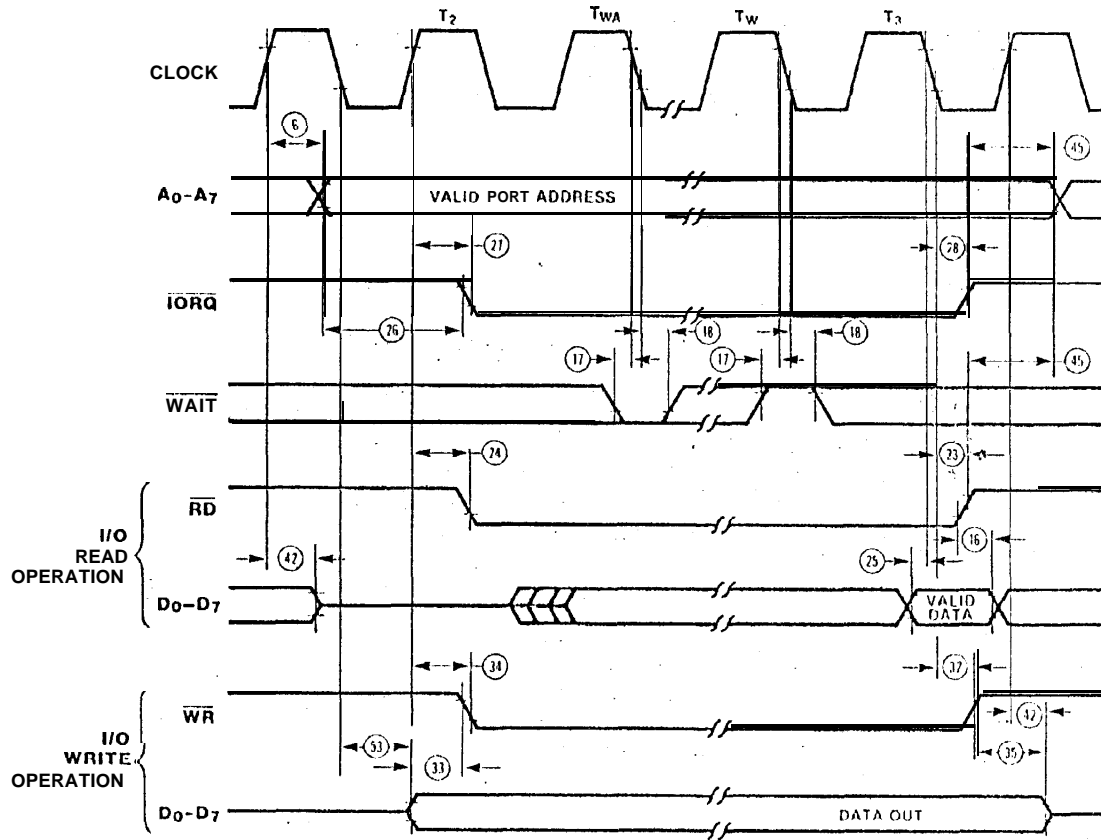 T2 TWA TW T3
CLOCK
6
45
A0-A7 VALID PORT ADDRESS
27
28
IORQ
26
18 18
17 17
45
WAIT
24
23
RD
I/O
READ
OPERATION
16
42
25
D0-D7 VALID
DATA
34
32
WR
42
I/O
WRITE
OPERATION
53
35
33
D0-D7 DATA OUT